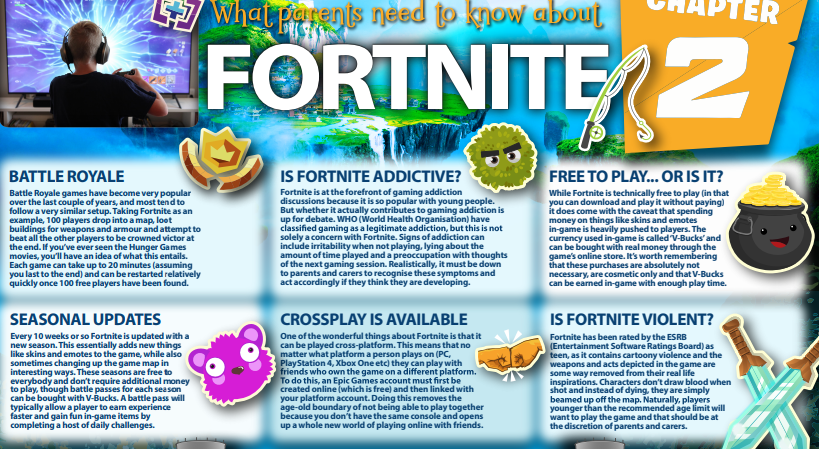 What parents need to know about
FORTNITE
CHAPTER
2
BATTLE ROYALE
Battle Royale games have become very popular
over the last couple of years, and most tend to
follow a very similar setup. Taking Fortnite as an
example, 100 players drop into a map, loot
buildings for weapons and armour and attempt to
beat all the other players to be crowned victor at
the end. If you've ever seen the Hunger Games
movies, you'll have an idea of what this entails.
Each game can take up to 20 minutes (assuming
you last to the end) and can be restarted relatively
quickly once 100 free players have been found.
IS FORTNITE ADDICTIVE?
Fortnite is at the forefront of gaming addiction
discussions because it is so popular with young people.
But whether it actually contributes to gaming addiction is
up for debate. WHO (World Health Organisation) have
classified gaming as a legitimate addiction, but this is not
solely a concern with Fortnite. Signs of addiction can
include irritability when not playing, lying about the
amount of time played and a preoccupation with thoughts
of the next gaming session. Realistically, it must be down
to parents and carers to recognise these symptoms and
act accordingly if they think they are developing.
FREE TO PLAY... OR IS IT?
While Fortnite is technically free to play (in that
you can download and play it without paying)
it does come with the caveat that spending
money on things like skins and emotes
in-game is heavily pushed to players. The
currency used in-game is called 'V-Bucks' and
can be bought with real money through the
game's online store. It's worth remembering
that these purchases are absolutely not
necessary, are cosmetic only and that V-Bucks
can be earned in-game with enough play time.
SEASONAL UPDATES
Every 10 weeks or so Fortnite is updated with a
new season. This essentially adds new things
like skins and emotes to the game, while also
sometimes changing up the game map in
interesting ways. These seasons are free to
everybody and don't require additional money
to play, though battle passes for each season
can be bought with V-Bucks. A battle pass will
typically allow a player to earn experience
faster and gain fun in-game items by
completing a host of daily challenges.
CROSSPLAY IS AVAILABLE
One of the wonderful things about Fortnite is that it
can be played cross-platform. This means that no
matter what platform a person plays on (PC,
PlayStation 4, Xbox One etc) they can play with
friends who own the game on a different platform.
To do this, an Epic Games account must first be
created online (which is free) and then linked with
your platform account. Doing this removes the
age-old boundary of not being able to play together
because you don't have the same console and opens
up a whole new world of playing online with friends.
IS FORTNITE VIOLENT?
Fortnite has been rated by the ESRB
(Entertainment Software Ratings Board) as
teen, as it contains cartoony violence and the
weapons and acts depicted in the game are
some way removed from their real life
inspirations. Characters don't draw blood when
shot and instead of dying, they are simply
beamed up off the map. Naturally, players
younger than the recommended age limit will
want to play the game and that should be at
the discretion of parents and carers.